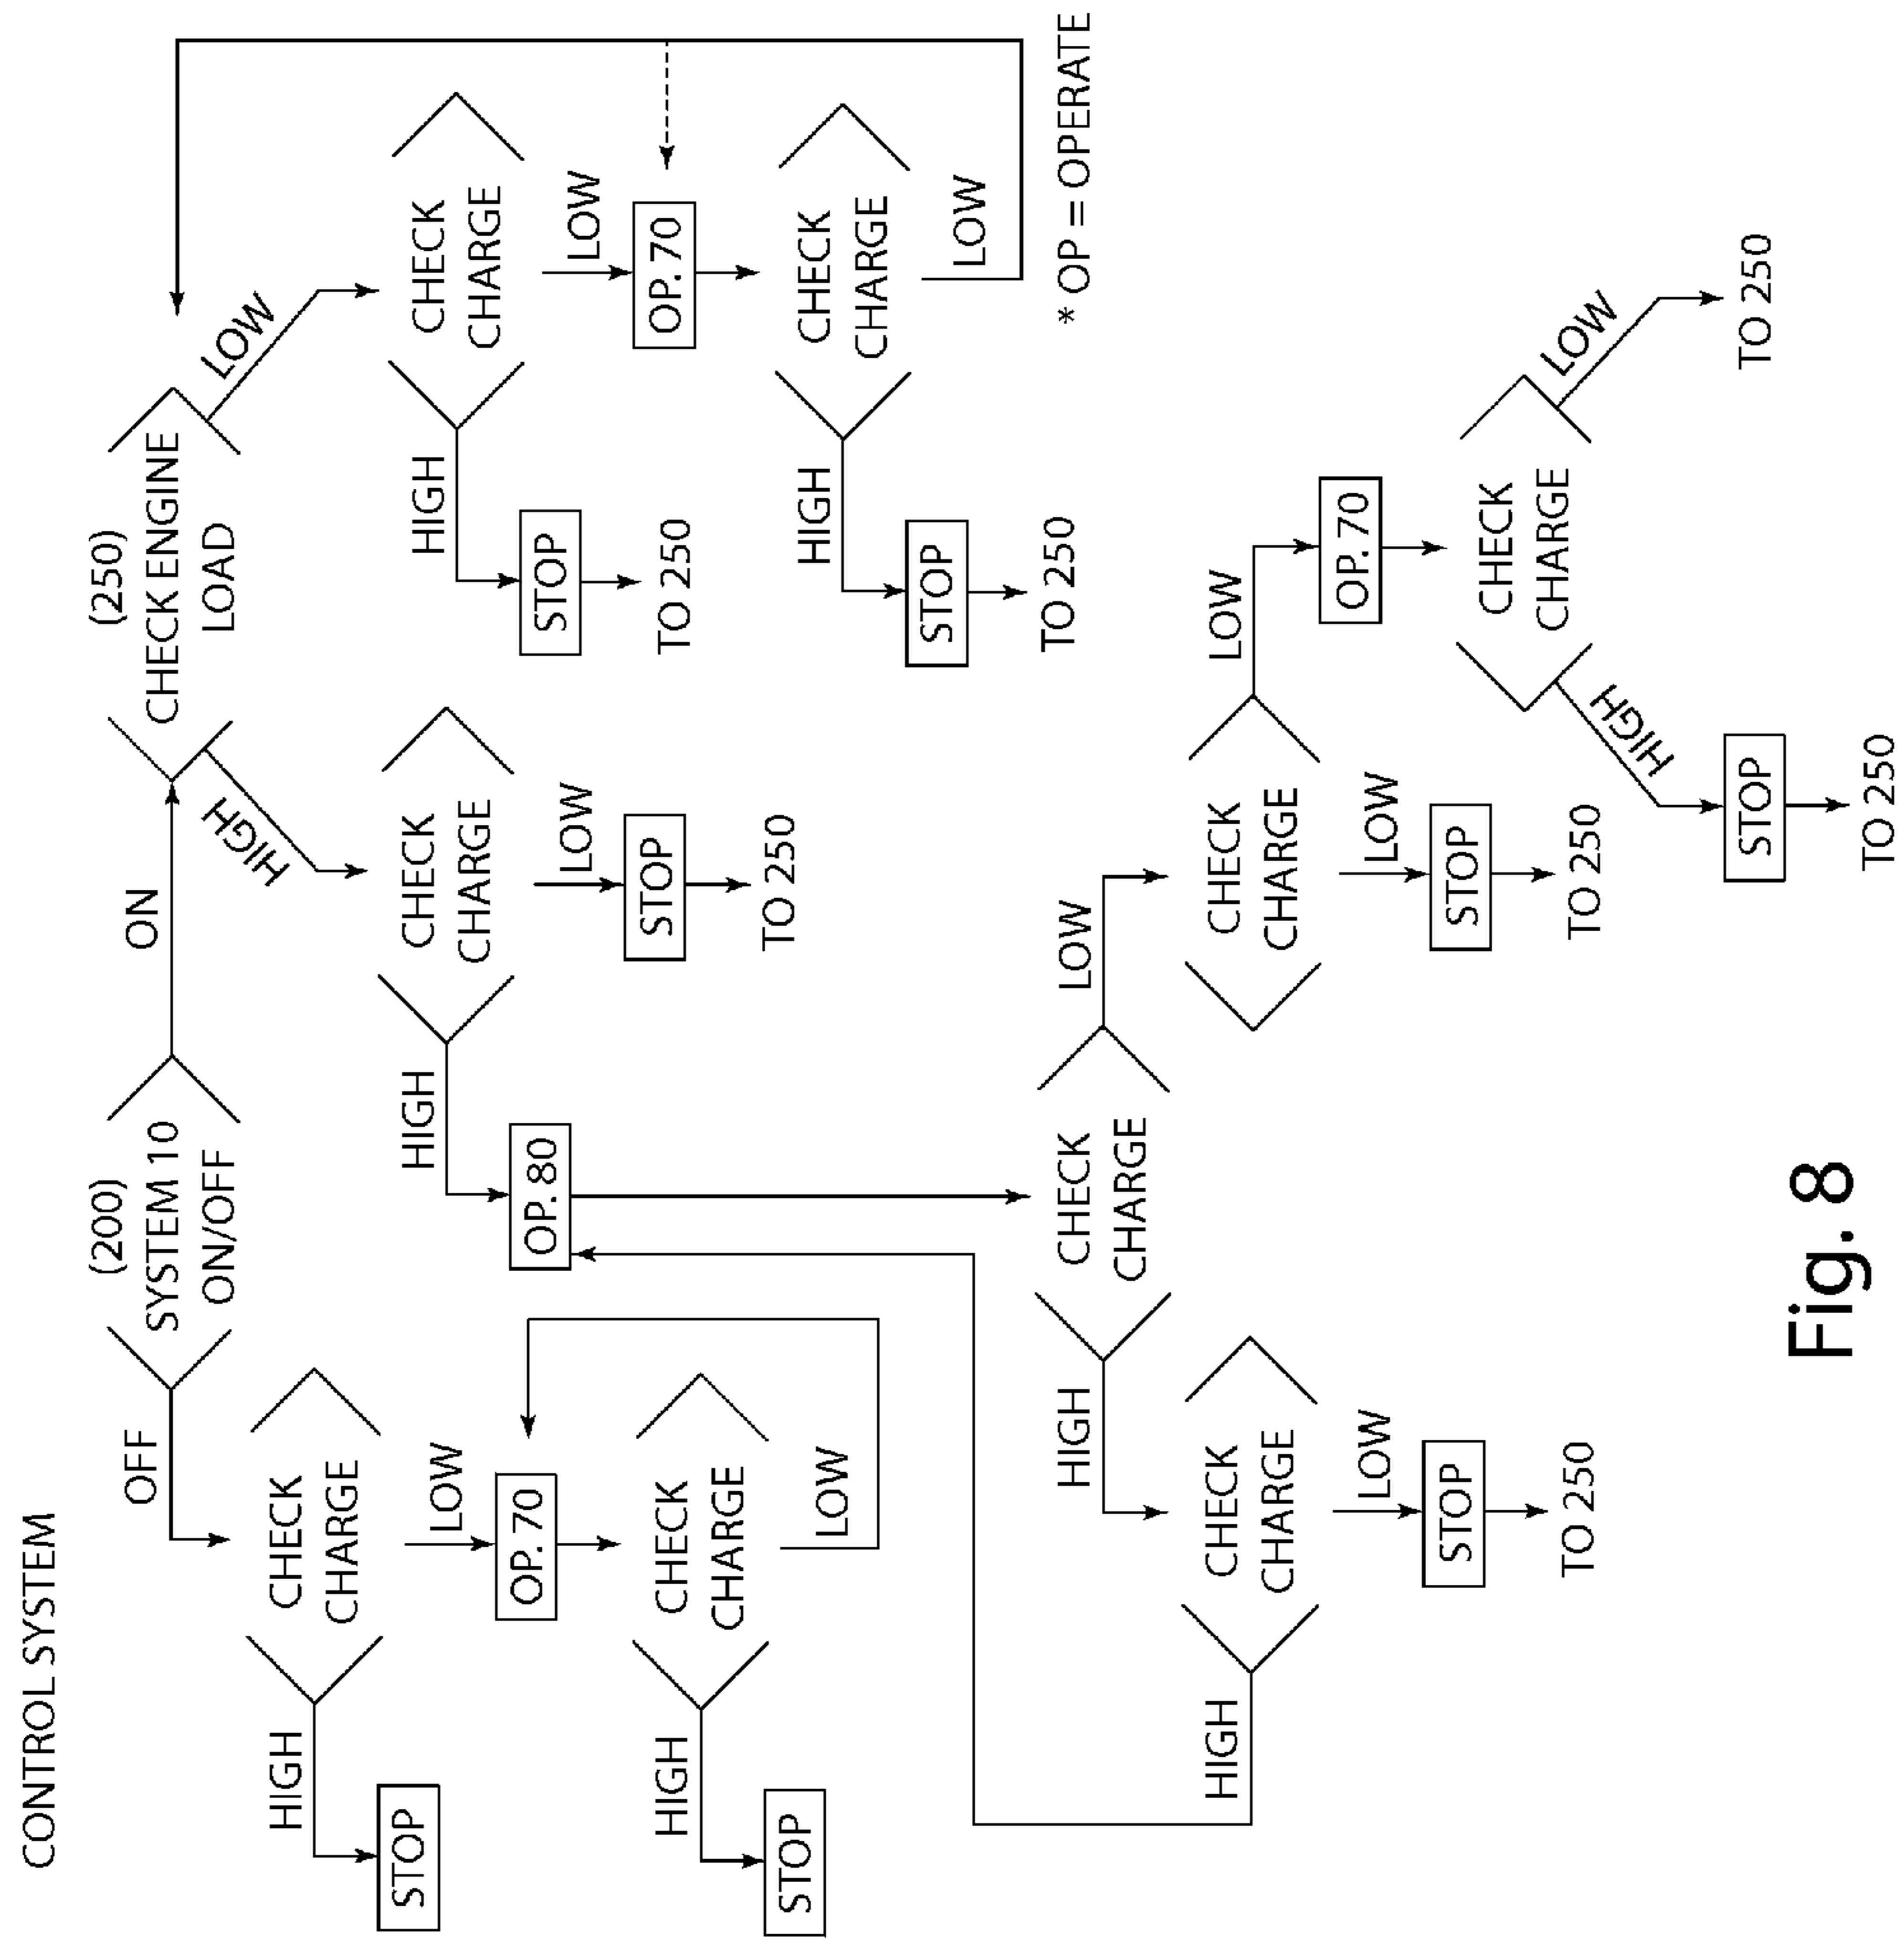 CONTROL SYSTEM
(200)
SYSTEM 10
ON/OFF
OFF
ON
(250)
CHECK ENGINE
LOAD
HIGH
LOW
HIGH
CHECK
CHARGE
STOP
LOW
OP. 70
HIGH
CHECK
CHARGE
STOP
LOW
HIGH
CHECK
CHARGE
OP. 80
LOW
STOP
TO 250
HIGH
CHECK
CHARGE
STOP
TO 250
LOW
OP. 70
HIGH
CHECK
CHARGE
STOP
TO 250
LOW
* OP = OPERATE
HIGH
CHECK
CHARGE
LOW
HIGH
CHECK
CHARGE
LOW
STOP
TO 250
CHECK
CHARGE
LOW
LOW
STOP
TO 250
OP. 70
CHECK
CHARGE
HIGH
LOW
STOP
TO 250
TO 250
Fig. 8